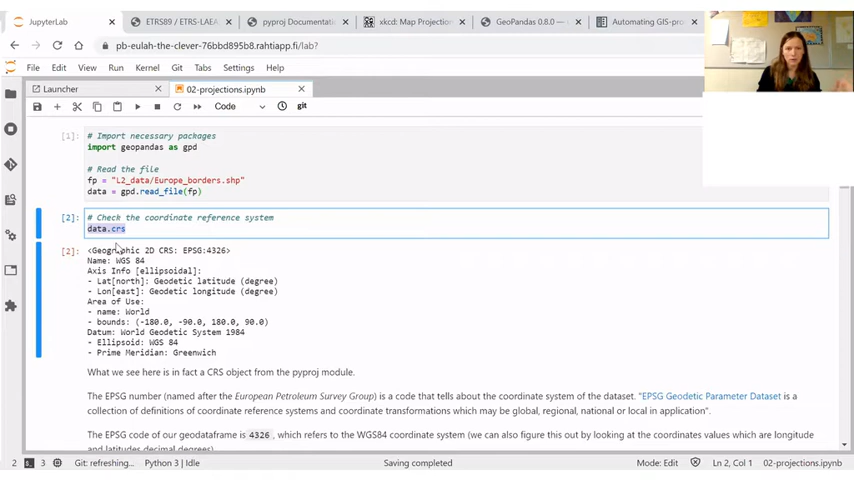 JupyterLab
ETRS89 / ETRS-LAEA
pyproj Documentation
xkcd: Map Projection
GeoPandas 0.8.0 —
Automating GIS-pro
pb-eulah-the-clever-76bbd895b8.rahtiapp.fi/lab?
File Edit View Run Kernel Git Tabs Settings Help
Launcher
02-projections.ipynb
Code
git
[1]:
# Import necessary packages
import geopandas as gpd
# Read the file
fp = "L2_data/Europe_borders.shp"
data = gpd.read_file(fp)
[2]:
# Check the coordinate reference system
data.crs
[2]:
<Geographic 2D CRS: EPSG:4326>
Name: WGS 84
Axis Info [ellipsoidal]:
- Lat[north]: Geodetic latitude (degree)
- Lon[east]: Geodetic longitude (degree)
Area of Use:
- name: World
- bounds: (-180.0, -90.0, 180.0, 90.0)
Datum: World Geodetic System 1984
- Ellipsoid: WGS 84
- Prime Meridian: Greenwich
What we see here is in fact a CRS object from the pyproj module.
The EPSG number (named after the European Petroleum Survey Group) is a code that tells about the coordinate system of the dataset. "EPSG Geodetic Parameter Dataset is a
collection of definitions of coordinate reference systems and coordinate transformations which may be global, regional, national or local in application".
The EPSG code of our geodataframe is 4326, which refers to the WGS84 coordinate system (we can also figure this out by looking at the coordinates values which are longitude
and latitudes decimal degrees).
2 3 Git: refreshing... Python 3 | Idle Saving completed Mode: Edit Ln 2, Col 1 02-projections.ipynb